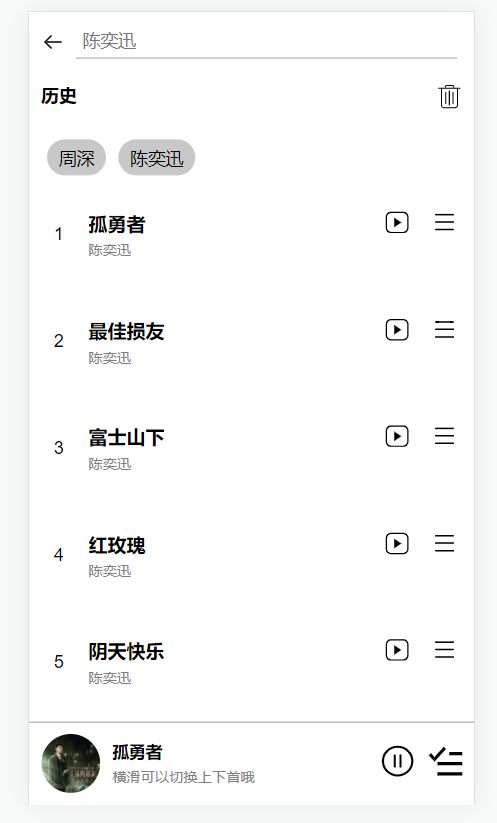 陈奕迅
历史
周深 陈奕迅
1 孤勇者
陈奕迅
2 最佳损友
陈奕迅
3 富士山下
陈奕迅
4 红玫瑰
陈奕迅
5 阴天快乐
陈奕迅
孤勇者
横滑可以切换上下首哦